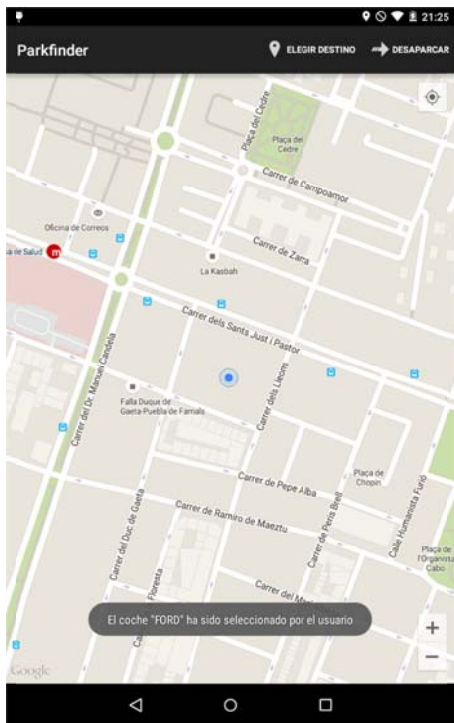 21:25
Parkfinder
ELEGIR DESTINO
DESAPARCAR
Plaça del Cedre
Plaça del
Cedre
Carrer de Campoamor
Oficina de Correos
de Salud
m
Carrer de Zarra
La Kasbah
Carrer dels Sants Just i Pastor
Carrer del Dr. Manuel Candela
Carrer dels Lleons
Falla Duque de
Gaeta-Puebla de Farnals
Plaça de
Chopin
Carrer de Pepe Alba
Calle Humanista Furió
Carrer de Ramiro de Maeztu
Carrer de Peris Brell
Carrer del Duc de Gaeta
Plaça de
l'Organista
Cabo
Floresta
Carrer del
El coche "FORD" ha sido seleccionado por el usuario
+
−
Google